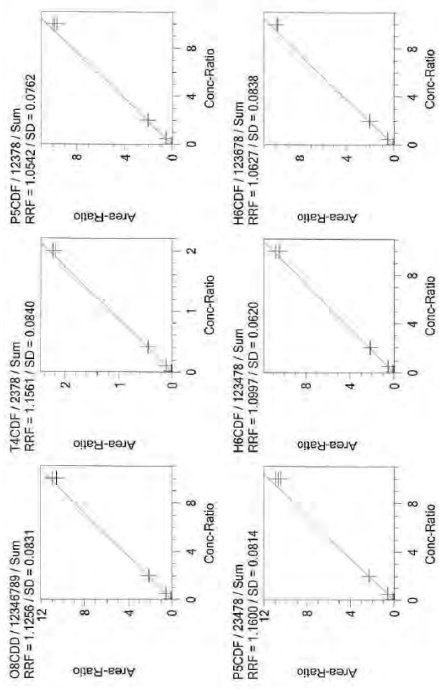 O8CDD / 12346789 / Sum
RRF = 1.1256 / SD = 0.0831
Area-Ratio
8
4
0
0 4 8
Conc-Ratio
T4CDF / 2378 / Sum
RRF = 1.1561 / SD = 0.0840
Area-Ratio
2
1
0
0 1 2
Conc-Ratio
P5CDF / 12378 / Sum
RRF = 1.0542 / SD = 0.0762
Area-Ratio
12
8
4
0
0 4 8
Conc-Ratio
P5CDF / 23478 / Sum
RRF = 1.1600 / SD = 0.0814
Area-Ratio
12
8
4
0
0 4 8
Conc-Ratio
H6CDF / 123478 / Sum
RRF = 1.0997 / SD = 0.0620
Area-Ratio
8
4
0
0 4 8
Conc-Ratio
H6CDF / 123678 / Sum
RRF = 1.0627 / SD = 0.0838
Area-Ratio
8
4
0
0 4 8
Conc-Ratio